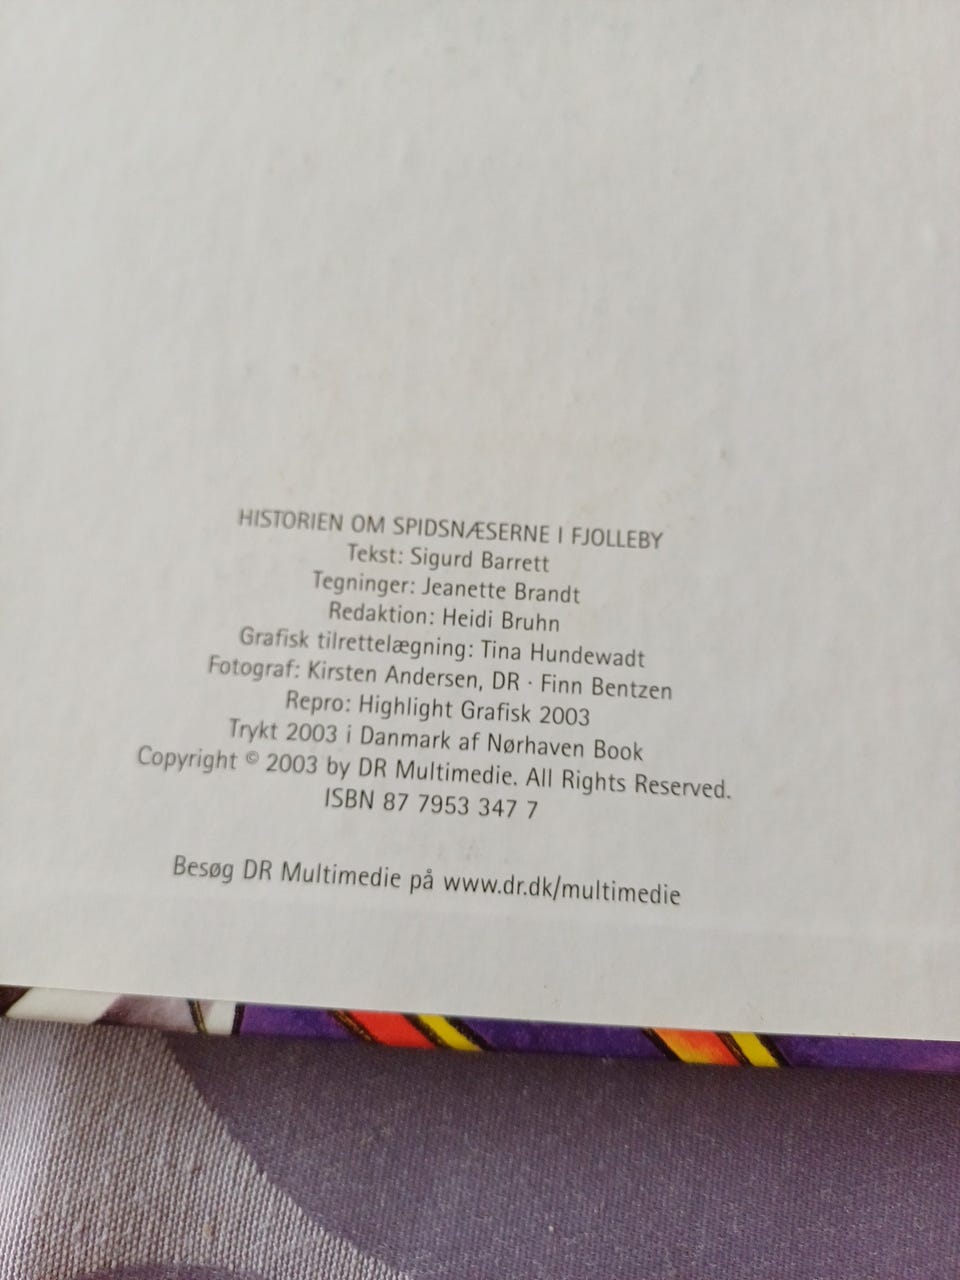 HISTORIEN OM SPIDSNÆSERNE I FJOLLEBY
Tekst: Sigurd Barrett
Tegninger: Jeanette Brandt
Redaktion: Heidi Bruhn
Grafisk tilrettelægning: Tina Hundewadt
Fotograf: Kirsten Andersen, DR · Finn Bentzen
Repro: Highlight Grafisk 2003
Trykt 2003 i Danmark af Nørhaven Book
Copyright © 2003 by DR Multimedie. All Rights Reserved.
ISBN 87 7953 347 7
Besøg DR Multimedie på www.dr.dk/multimedie